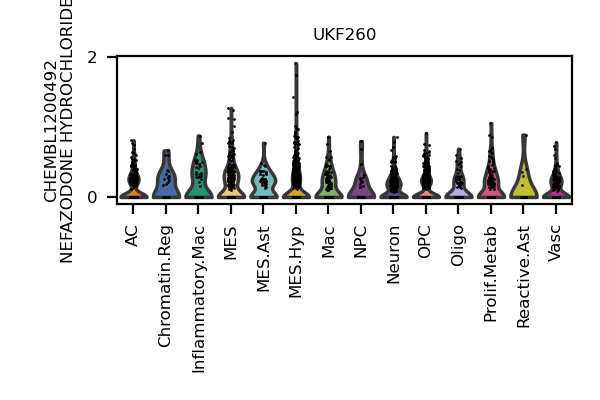 UKF260
CHEMBL1200492
NEFAZODONE HYDROCHLORIDE
2
0
AC
Chromatin.Reg
Inflammatory.Mac
MES
MES.Ast
MES.Hyp
Mac
NPC
Neuron
OPC
Oligo
Prolif.Metab
Reactive.Ast
Vasc